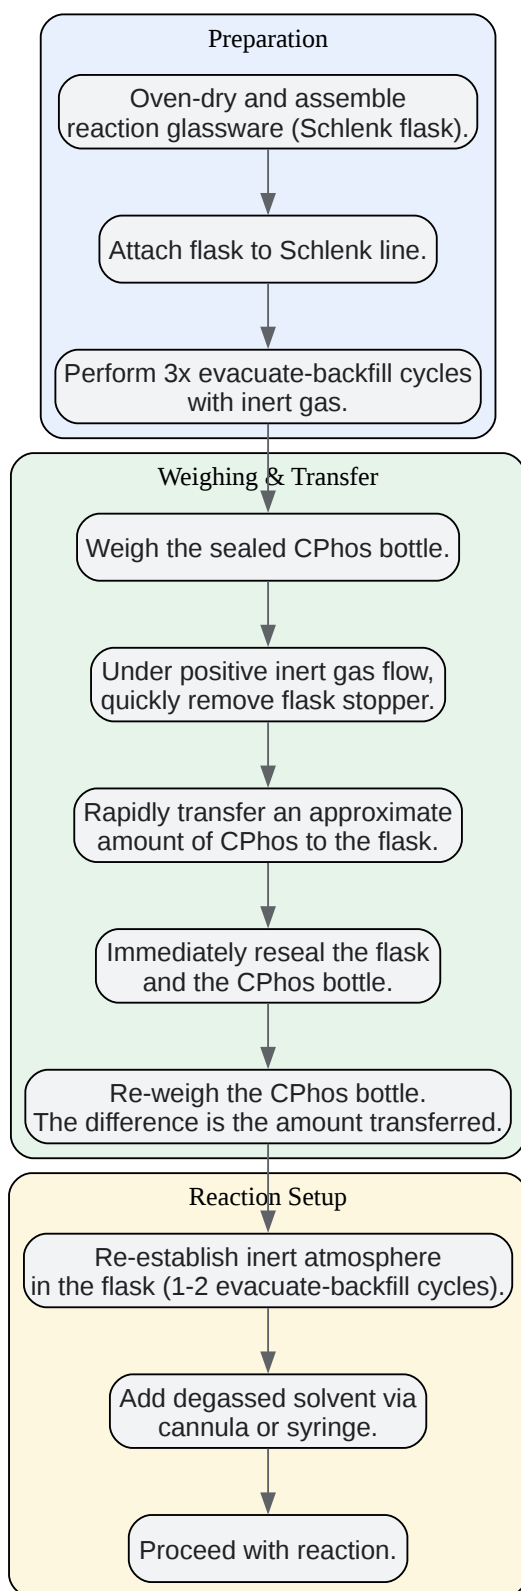 Preparation
Oven-dry and assemble
reaction glassware (Schlenk flask).
Attach flask to Schlenk line.
Perform 3x evacuate-backfill cycles
with inert gas.
Weighing & Transfer
Weigh the sealed CPhos bottle.
Under positive inert gas flow,
quickly remove flask stopper.
Rapidly transfer an approximate
amount of CPhos to the flask.
Immediately reseal the flask
and the CPhos bottle.
Re-weigh the CPhos bottle.
The difference is the amount transferred.
Reaction Setup
Re-establish inert atmosphere
in the flask (1-2 evacuate-backfill cycles).
Add degassed solvent via
cannula or syringe.
Proceed with reaction.